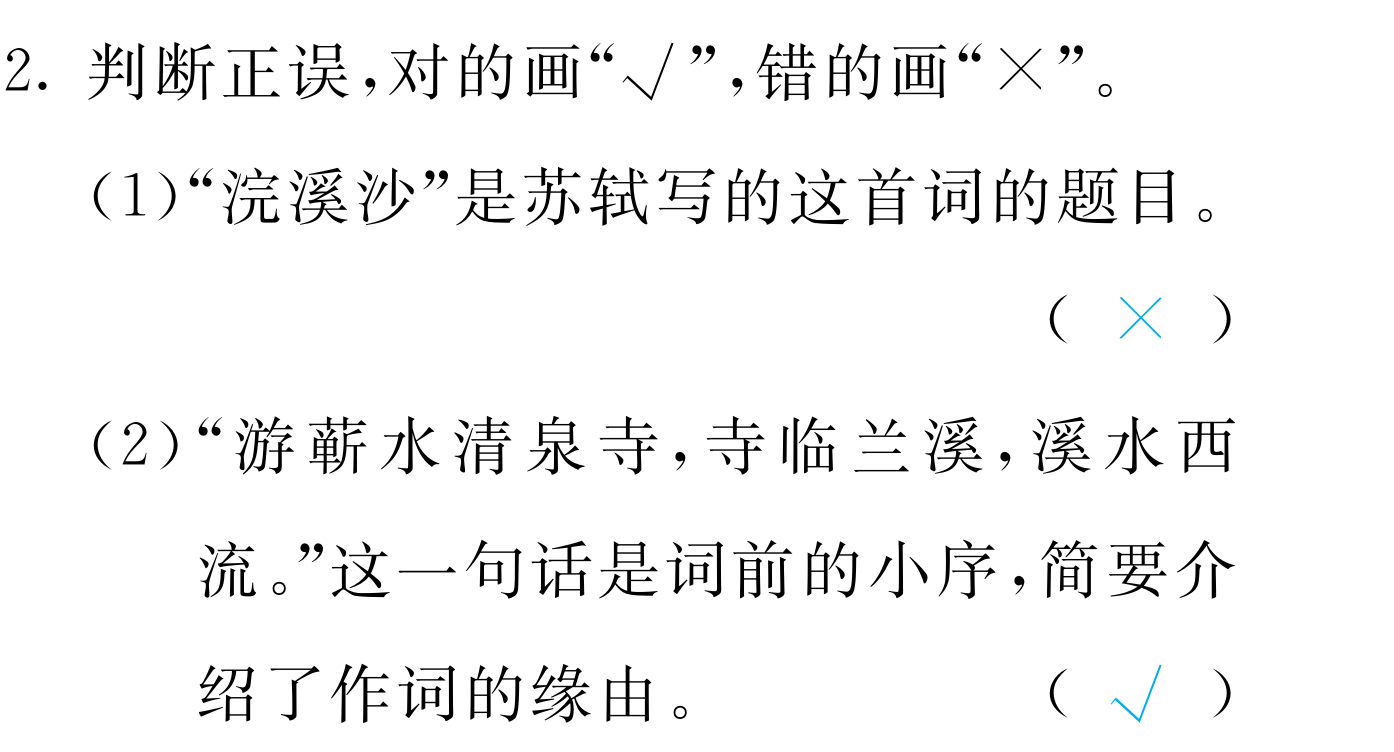 2. 判断正误,对的画“√”,错的画“×”。
(1)“浣溪沙”是苏轼写的这首词的题目。
( × )
(2)“游蕲水清泉寺,寺临兰溪,溪水西
流。”这一句话是词前的小序,简要介
绍了作词的缘由。 ( √ )